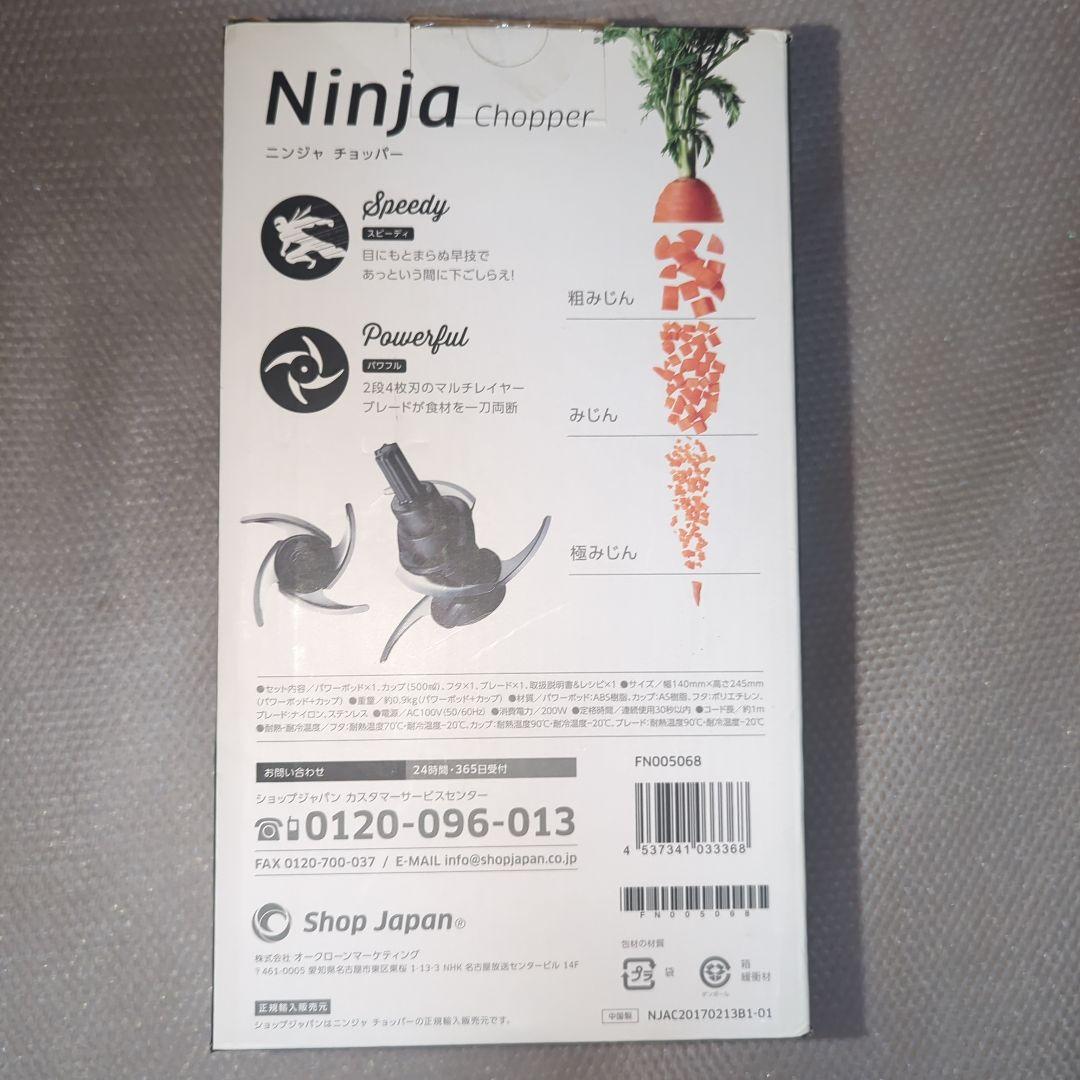 Ninja Chopper
ニンジャ チョッパー
Speedy
スピーディ
目にもとまらぬ早技で
あっという間に下ごしらえ!
粗みじん
Powerful
パワフル
2段4枚刃のマルチレイヤー
ブレードが食材を一刀両断
みじん
極みじん
●セット内容/パワーポッド×1、カップ(500㎖)、フタ×1、ブレード×1、取扱説明書&レシピ×1 ●サイズ/幅140mm×高さ245mm
(パワーポッド+カップ) ●重量/約0.9kg(パワーポッド+カップ) ●材質/パワーポッド:ABS樹脂、カップ:AS樹脂、フタ:ポリエチレン、
ブレード:ナイロン、ステンレス ●電源/AC100V(50/60Hz) ●消費電力/200W ●定格時間/連続使用30秒以内 ●コード長/約1m
●耐熱・耐冷温度/フタ:耐熱温度70℃・耐冷温度-20℃、カップ:耐熱温度90℃・耐冷温度-20℃、ブレード:耐熱温度90℃・耐冷温度-20℃
お問い合わせ 24時間・365日受付
ショップジャパン カスタマーサービスセンター
0120-096-013
FAX 0120-700-037 / E-MAIL info@shopjapan.co.jp
FN005068
4 537341 033368
FN005068
Shop Japan®
株式会社 オークローンマーケティング
〒461-0005 愛知県名古屋市東区東桜 1-13-3 NHK 名古屋放送センタービル 14F
正規輸入販売元
ショップジャパンはニンジャ チョッパーの正規輸入販売元です。
包材の材質
プラ 袋
ダンボール 箱
緩衝材
中国製 NJAC20170213B1-01